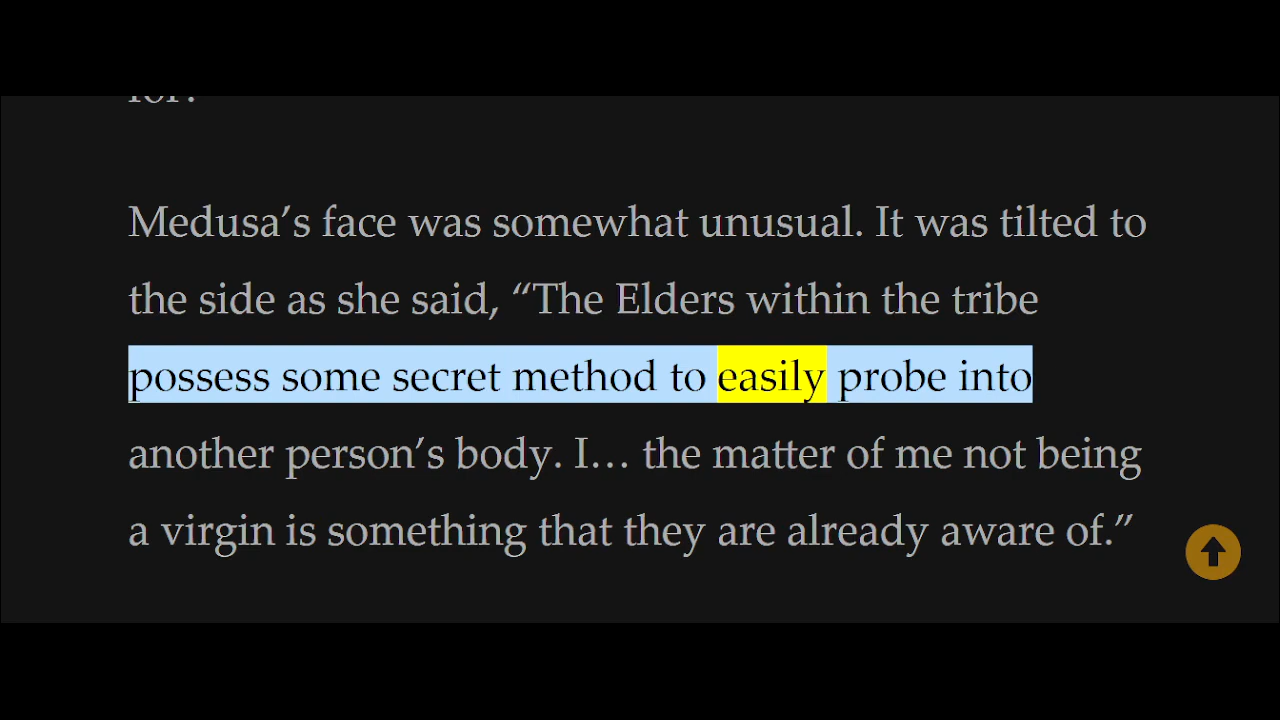 for?
Medusa’s face was somewhat unusual. It was tilted to
the side as she said, “The Elders within the tribe
possess some secret method to easily probe into
another person’s body. I… the matter of me not being
a virgin is something that they are already aware of.”